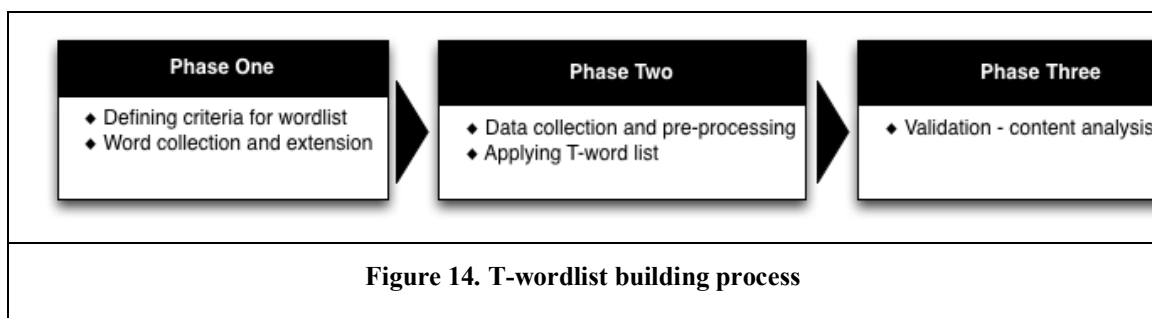 Phase One
◆ Defining criteria for wordlist
◆ Word collection and extension
Phase Two
◆ Data collection and pre-processing
◆ Applying T-word list
Phase Three
◆ Validation - content analysis
Figure 14. T-wordlist building process